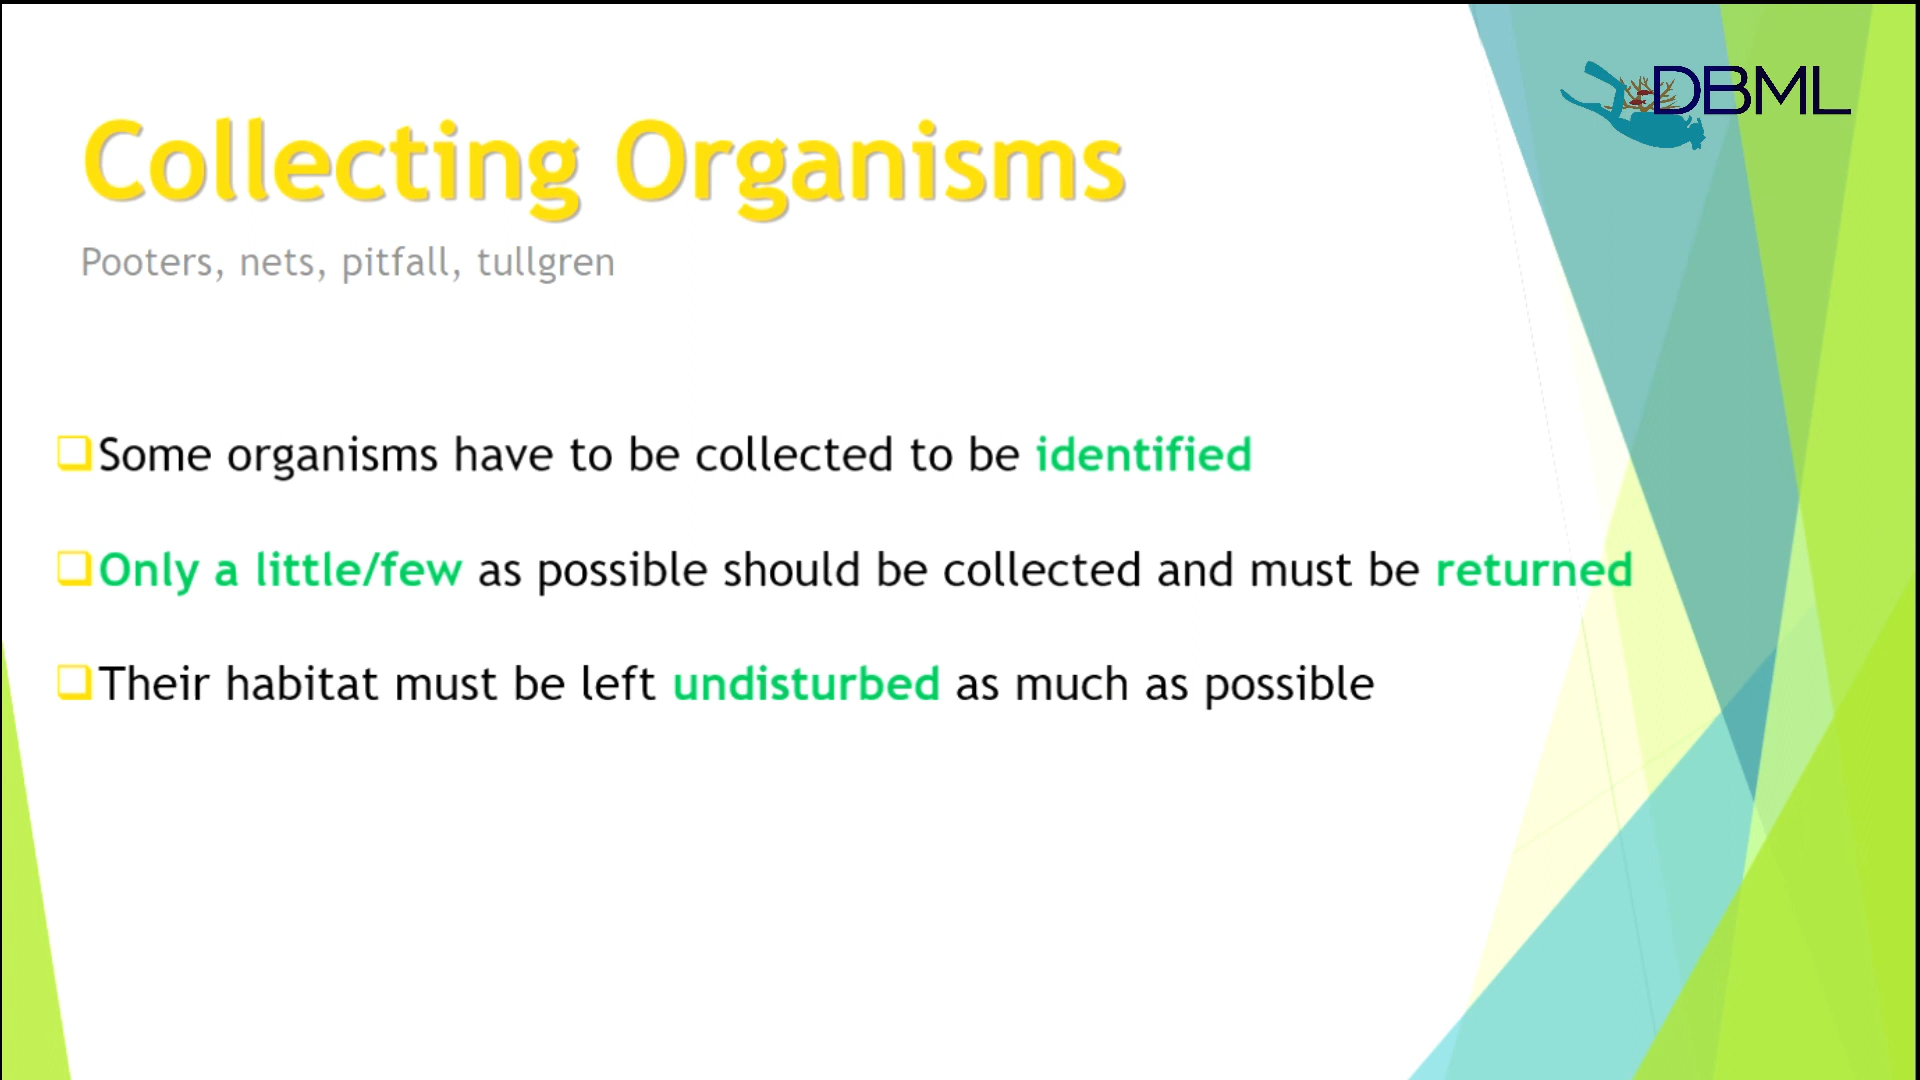 DBML
Collecting Organisms
Pooters, nets, pitfall, tullgren
Some organisms have to be collected to be identified
Only a little/few as possible should be collected and must be returned
Their habitat must be left undisturbed as much as possible